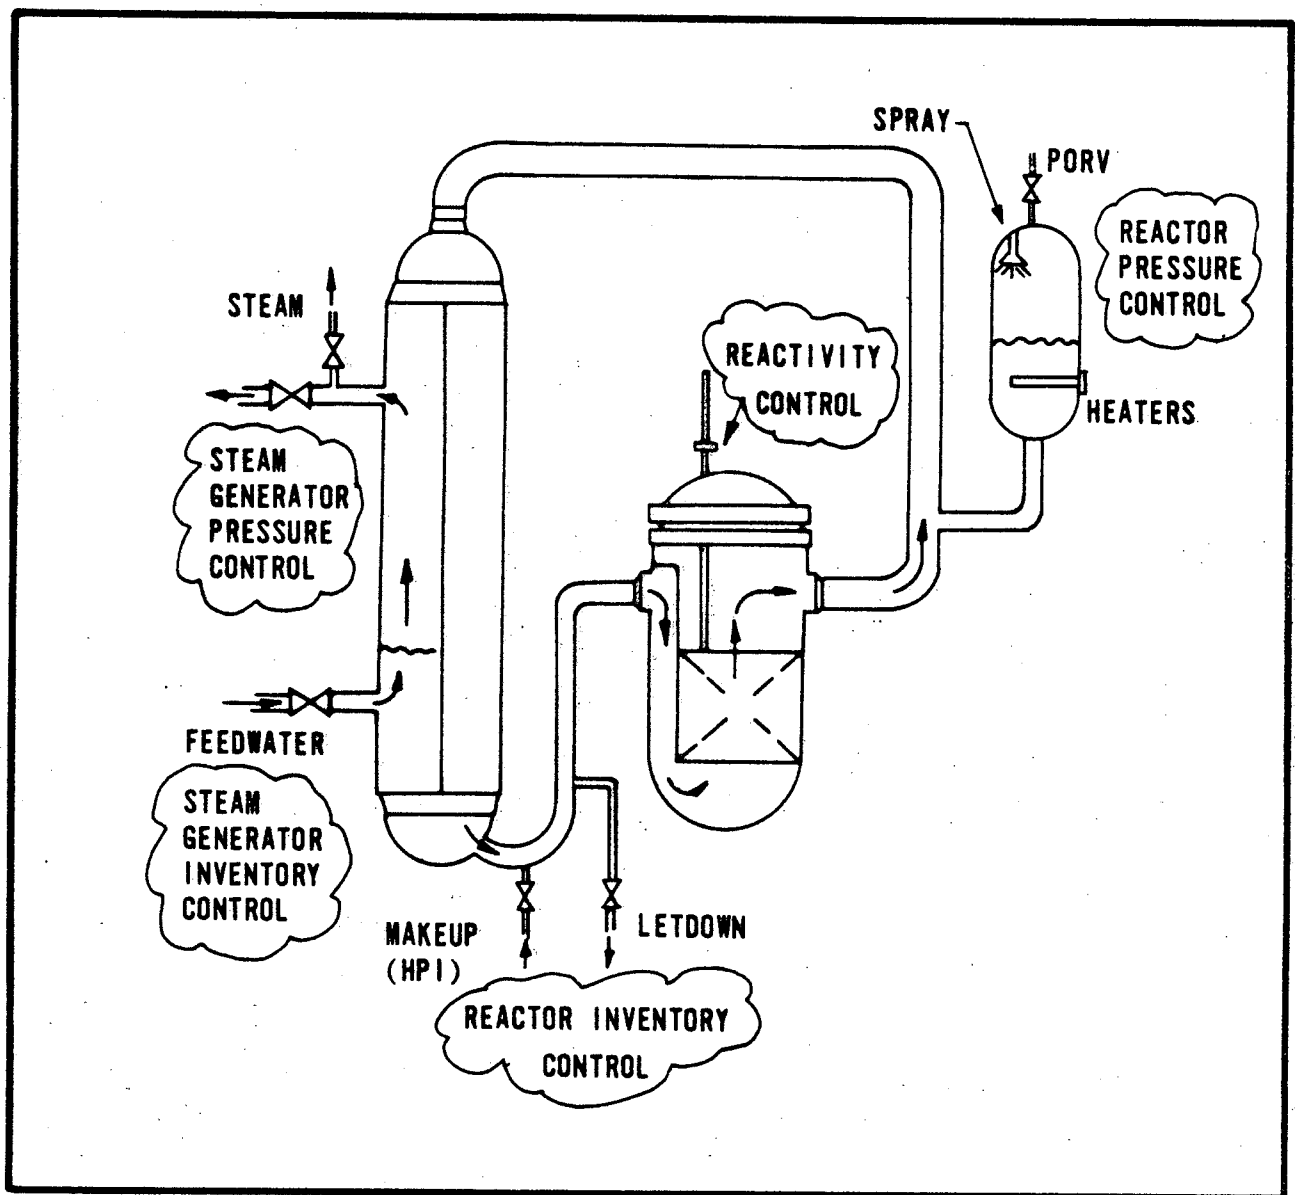 SPRAY
PORV
REACTOR
PRESSURE
CONTROL
STEAM
REACTIVITY
CONTROL
HEATERS
STEAM
GENERATOR
PRESSURE
CONTROL
FEEDWATER
STEAM
GENERATOR
INVENTORY
CONTROL
MAKEUP
(HPI)
LETDOWN
REACTOR INVENTORY
CONTROL